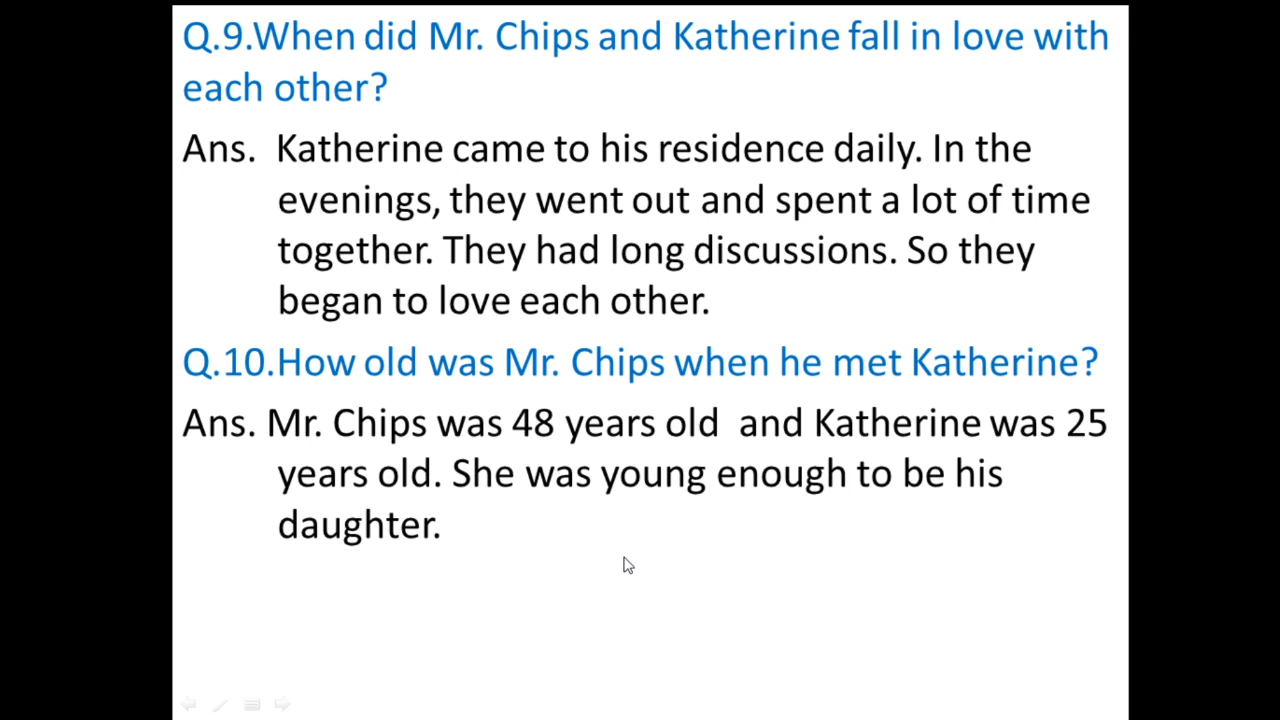 Q.9.When did Mr. Chips and Katherine fall in love with
each other?
Ans. Katherine came to his residence daily. In the
evenings, they went out and spent a lot of time
together. They had long discussions. So they
began to love each other.
Q.10.How old was Mr. Chips when he met Katherine?
Ans. Mr. Chips was 48 years old and Katherine was 25
years old. She was young enough to be his
daughter.